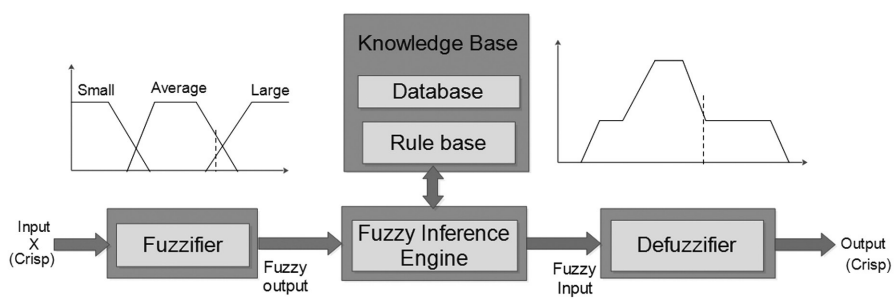 Knowledge Base
Database
Rule base
Small
Average
Large
Input
X
(Crisp)
Fuzzifier
Fuzzy
output
Fuzzy Inference
Engine
Fuzzy
Input
Defuzzifier
Output
(Crisp)